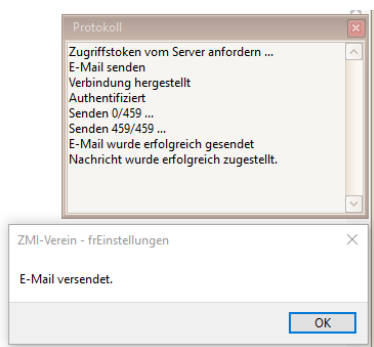 Protokoll
Zugriffstoken vom Server anfordern ...
E-Mail senden
Verbindung hergestellt
Authentifiziert
Senden 0/459 ...
Senden 459/459 ...
E-Mail wurde erfolgreich gesendet
Nachricht wurde erfolgreich zugestellt.
ZMI-Verein - frEinstellungen
E-Mail versendet.
OK